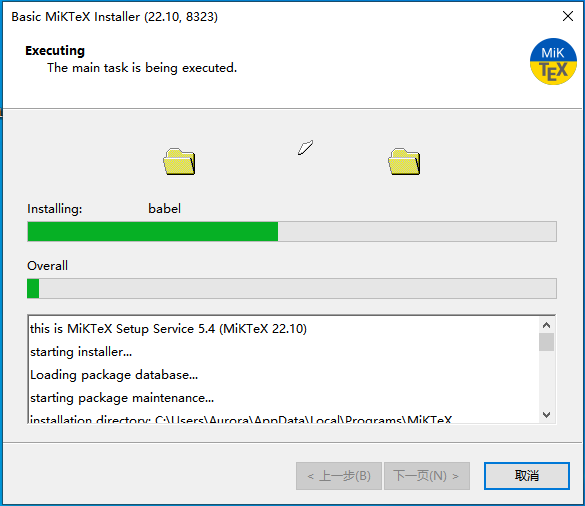 Basic MiKTeX Installer (22.10, 8323)
Executing
The main task is being executed.
MiK
TEX
Installing: babel
Overall
this is MiKTeX Setup Service 5.4 (MiKTeX 22.10)
starting installer...
Loading package database...
starting package maintenance...
installation directory: C:\Users\Aurora\AppData\Local\Programs\MiKTeX
< 上一步(B) 下一页(N) > 取消